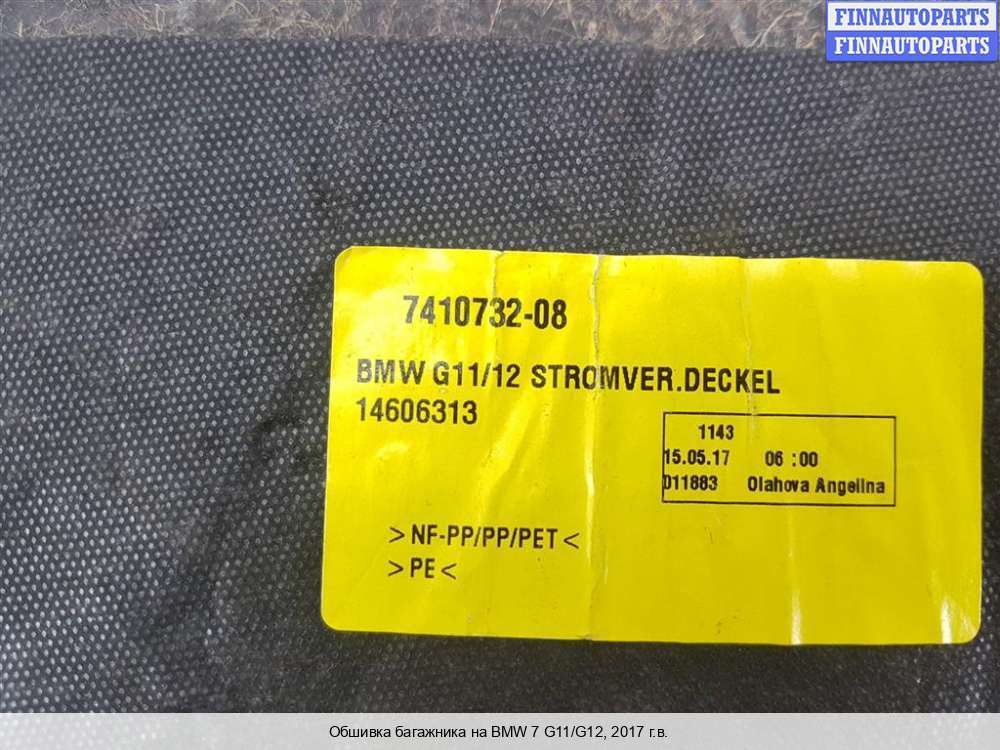 FINNAUTOPARTS
FINNAUTOPARTS
7410732-08
BMW G11/12 STROMVER.DECKEL
14606313
1143
15.05.17 06 :00
D11883 Olahova Angelina
>NF-PP/PP/PET<
>PE<
Обшивка багажника на BMW 7 G11/G12, 2017 г.в.